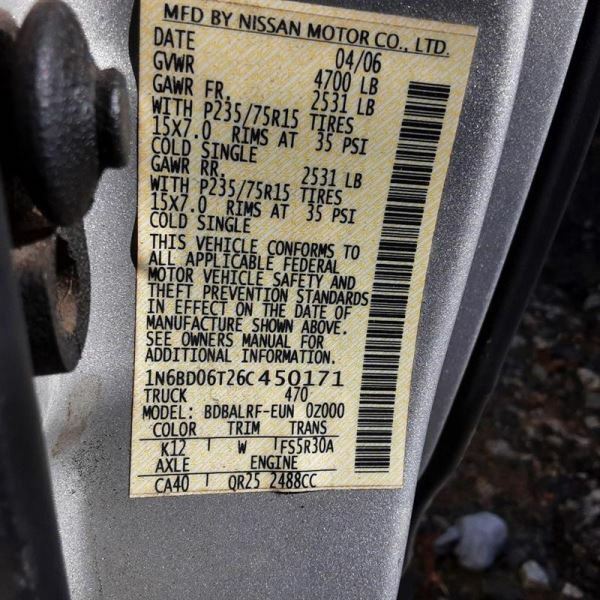 MFD BY NISSAN MOTOR CO., LTD.
DATE 04/06
GVWR 4700 LB
GAWR FR. 2531 LB
WITH P235/75R15 TIRES
15X7.0 RIMS AT 35 PSI
COLD SINGLE
GAWR RR. 2531 LB
WITH P235/75R15 TIRES
15X7.0 RIMS AT 35 PSI
COLD SINGLE
THIS VEHICLE CONFORMS TO
ALL APPLICABLE FEDERAL
MOTOR VEHICLE SAFETY AND
THEFT PREVENTION STANDARDS
IN EFFECT ON THE DATE OF
MANUFACTURE SHOWN ABOVE.
SEE OWNERS MANUAL FOR
ADDITIONAL INFORMATION.
1N6BD06T26C450171
TRUCK 470
MODEL: BDBALRF-EUN 0Z000
COLOR TRIM TRANS
K12 W FS5R30A
AXLE ENGINE
CA40 QR25 2488CC